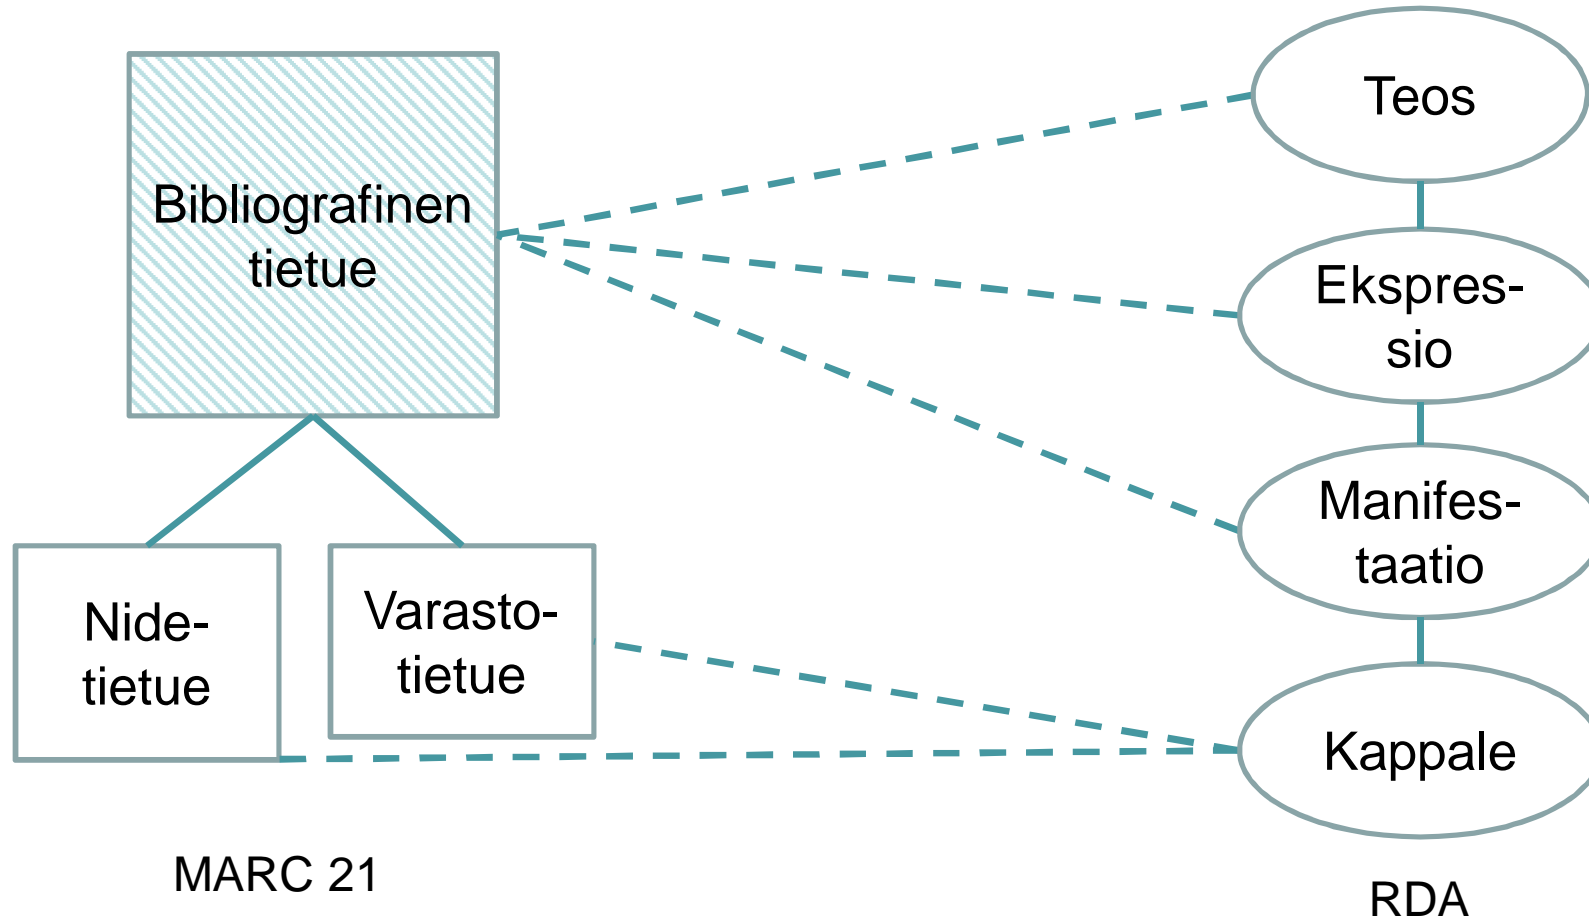 Bibliografinen
tietue
Nide-
tietue
Varasto-
tietue
MARC 21
Teos
Ekspres-
sio
Manifes-
taatio
Kappale
RDA